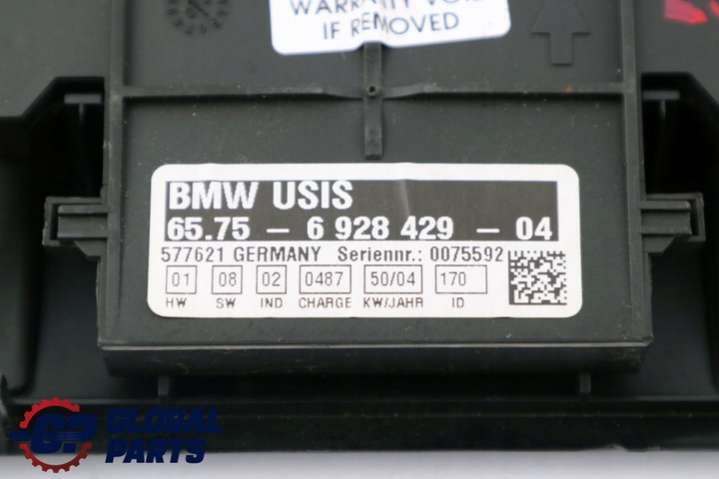 WARRANTY VOID
IF REMOVED
BMW USIS
65.75 - 6 928 429 - 04
577621 GERMANY Seriennr.: 0075592
01 08 02 0487 50/04 170
HW SW IND CHARGE KW/JAHR ID
GP GLOBAL
PARTS